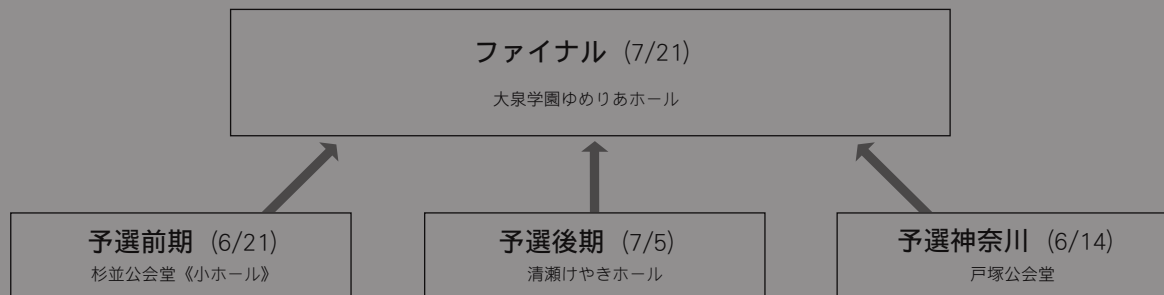 ファイナル (7/21)
大泉学園ゆめりあホール
予選前期 (6/21)
杉並公会堂《小ホール》
予選後期 (7/5)
清瀬けやきホール
予選神奈川 (6/14)
戸塚公会堂